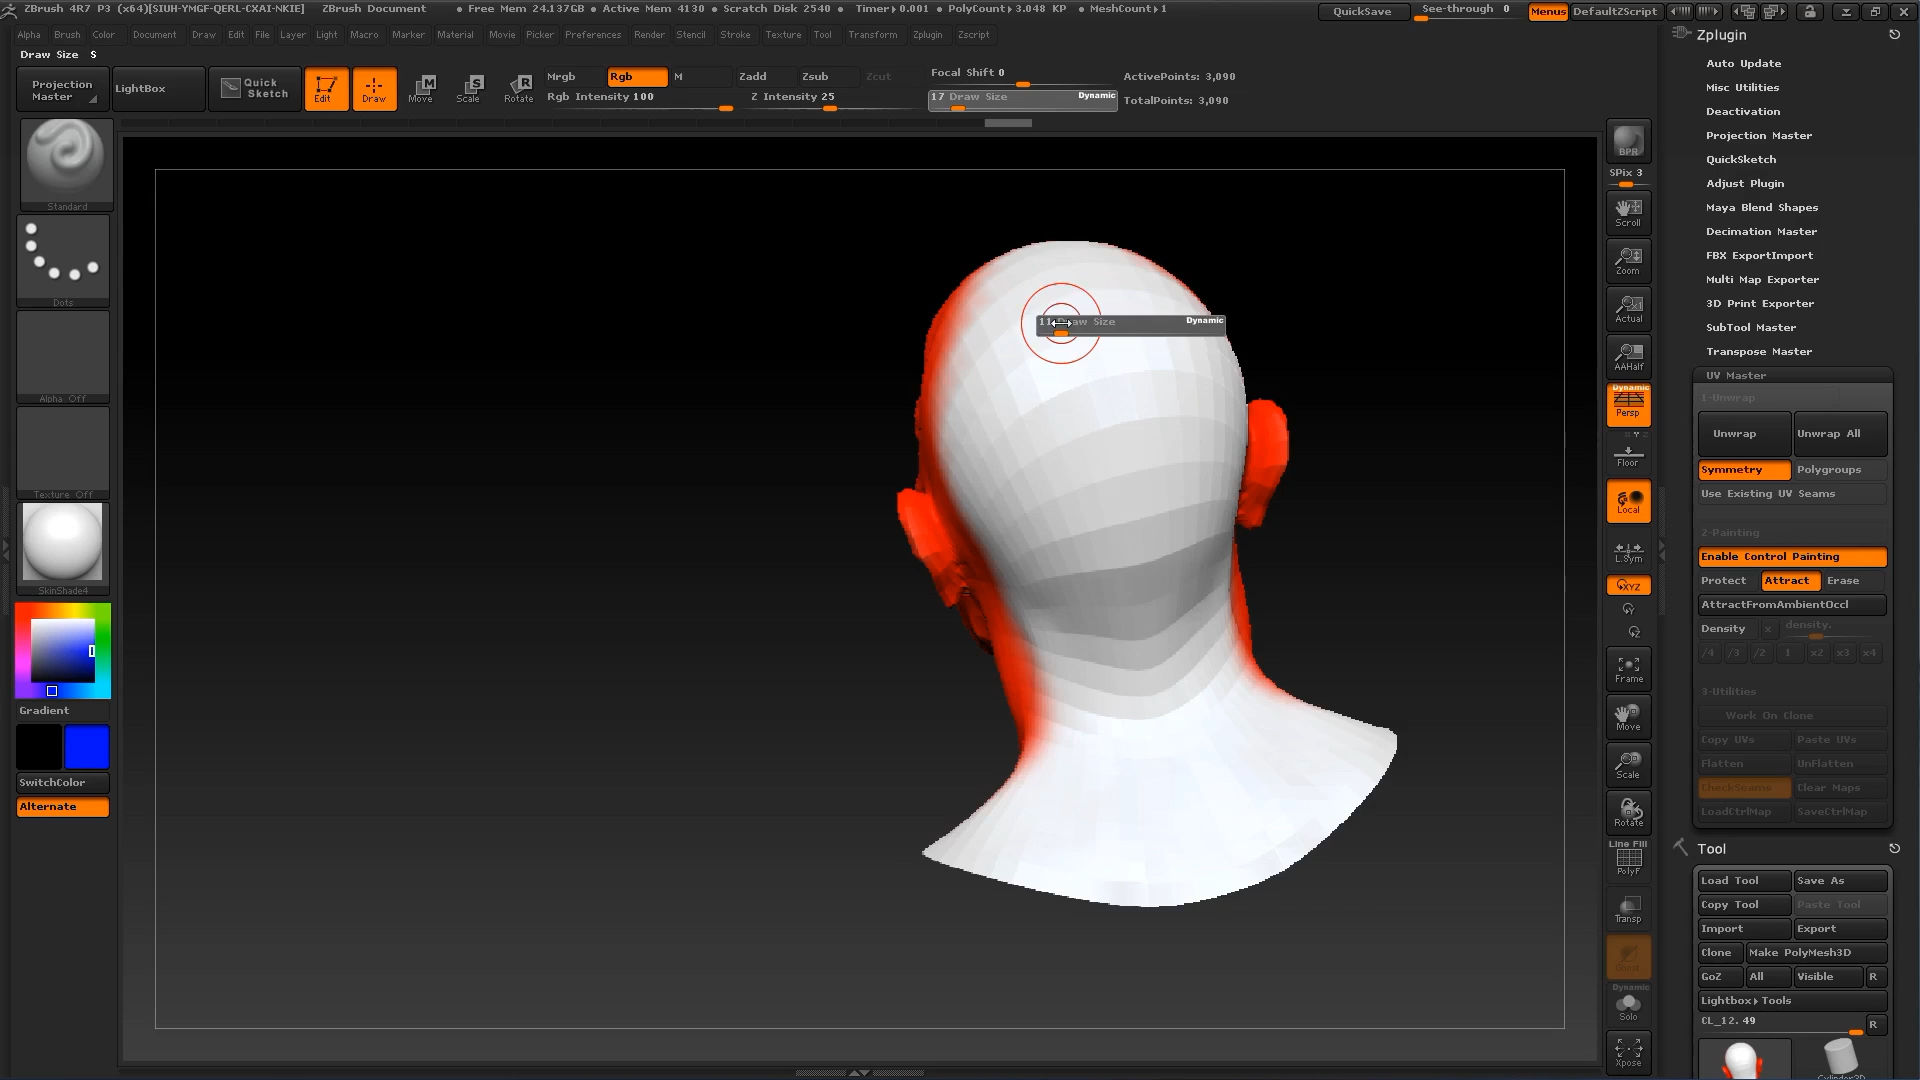 ZBrush 4R7 P3 (x64)[SIUH-YMGF-QERL-CXAI-NKIE] ZBrush Document • Free Mem 24.137GB • Active Mem 4130 • Scratch Disk 2540 • Timer▸0.001 • PolyCount▸3.048 KP • MeshCount▸1 QuickSave See-through 0 Menus DefaultZScript
Alpha Brush Color Document Draw Edit File Layer Light Macro Marker Material Movie Picker Preferences Render Stencil Stroke Texture Tool Transform Zplugin Zscript
Draw Size S
Projection Master
LightBox
Quick Sketch
Edit
Draw
Move
Scale
Rotate
Mrgb Rgb M Zadd Zsub Zcut
Rgb Intensity 100 Z Intensity 25
Focal Shift 0
17 Draw Size Dynamic
ActivePoints: 3,090
TotalPoints: 3,090
Standard
Dots
Alpha Off
Texture Off
SkinShade4
Gradient
SwitchColor
Alternate
Draw Size Dynamic
BPR
SPix 3
Scroll
Zoom
Actual
AAHalf
Dynamic
Persp
Floor
Local
L.Sym
XYZ
Frame
Move
Scale
Rotate
Line Fill
PolyF
Transp
Dynamic
Solo
Xpose
Zplugin
Auto Update
Misc Utilities
Deactivation
Projection Master
QuickSketch
Adjust Plugin
Maya Blend Shapes
Decimation Master
FBX ExportImport
Multi Map Exporter
3D Print Exporter
SubTool Master
Transpose Master
UV Master
1-Unwrap
Unwrap Unwrap All
Symmetry Polygroups
Use Existing UV Seams
2-Painting
Enable Control Painting
Protect Attract Erase
AttractFromAmbientOccl
Density x density.
/4 /3 /2 1 x2 x3 x4
3-Utilities
Work On Clone
Copy UVs Paste UVs
Flatten UnFlatten
CheckSeams Clear Maps
LoadCtrlMap SaveCtrlMap
Tool
Load Tool Save As
Copy Tool Paste Tool
Import Export
Clone Make PolyMesh3D
GoZ All Visible R
Lightbox▸Tools
CL_12. 49 R
Cylinder3D